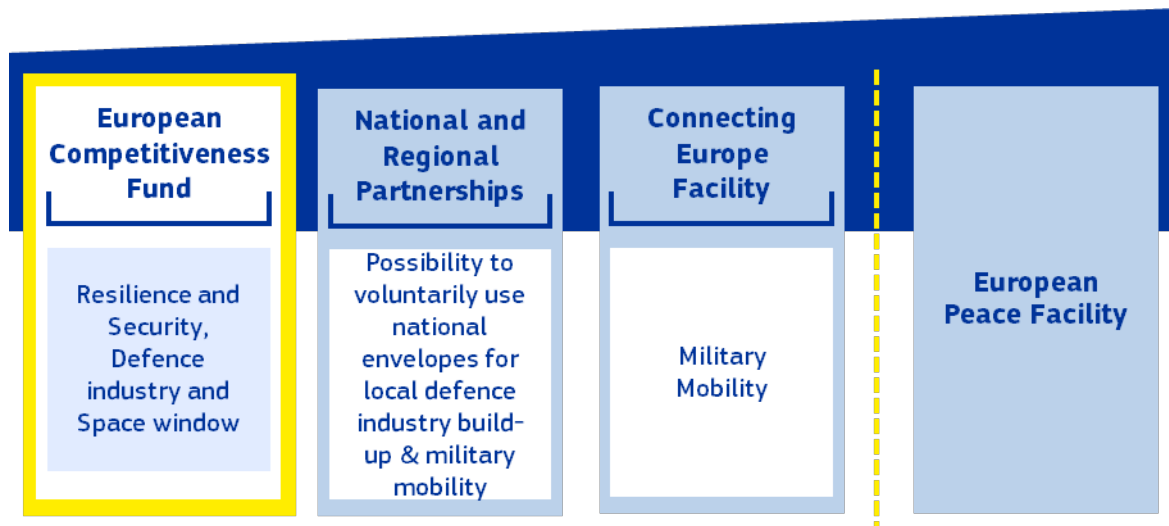 European
Competitiveness
Fund
Resilience and
Security,
Defence
industry and
Space window
National and
Regional
Partnerships
Possibility to
voluntarily use
national
envelopes for
local defence
industry build-
up & military
mobility
Connecting
Europe
Facility
Military
Mobility
European
Peace Facility